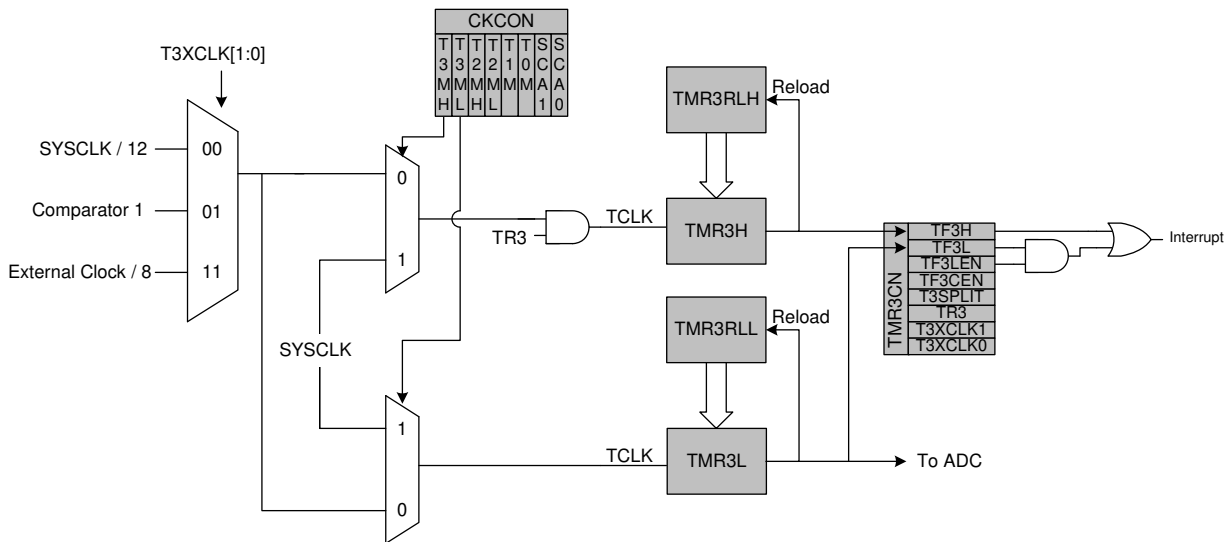 CKCON
T3MH
T3ML
T2MH
T2ML
T1M
T0M
SCA1
SCA0
T3XCLK[1:0]
SYSCLK / 12
00
Comparator 1
01
External Clock / 8
11
0
1
SYSCLK
1
0
TR3
TCLK
TMR3RLH
Reload
TMR3H
TMR3RLL
Reload
TCLK
TMR3L
To ADC
TMR3CN
TF3H
TF3L
TF3LEN
TF3CEN
T3SPLIT
TR3
T3XCLK1
T3XCLK0
Interrupt